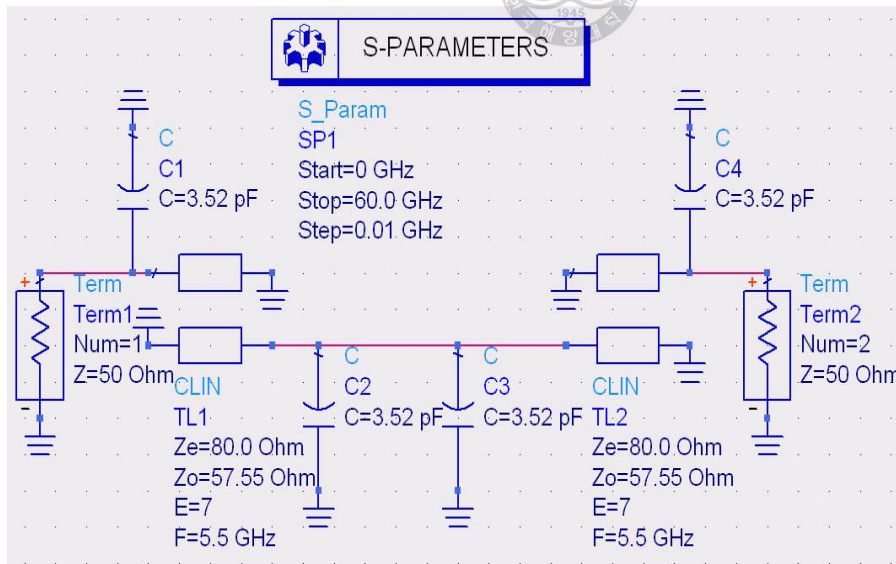 1945
S-PARAMETERS
S_Param
SP1
Start=0 GHz
Stop=60.0 GHz
Step=0.01 GHz
C
C1
C=3.52 pF
C
C4
C=3.52 pF
Term
Term1
Num=1
Z=50 Ohm
Term
Term2
Num=2
Z=50 Ohm
CLIN
TL1
Ze=80.0 Ohm
Zo=57.55 Ohm
E=7
F=5.5 GHz
C
C2
C=3.52 pF
C
C3
C=3.52 pF
CLIN
TL2
Ze=80.0 Ohm
Zo=57.55 Ohm
E=7
F=5.5 GHz